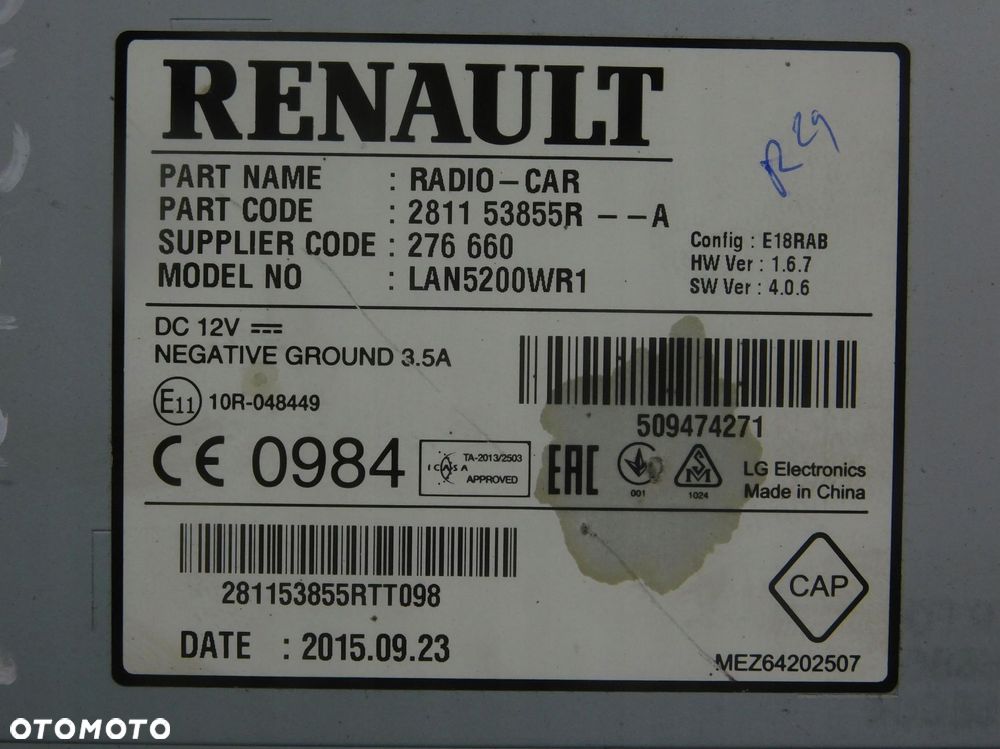 RENAULT
R29
PART NAME : RADIO-CAR
PART CODE : 2811 53855R --A
SUPPLIER CODE : 276 660
MODEL NO : LAN5200WR1
Config : E18RAB
HW Ver : 1.6.7
SW Ver : 4.0.6
DC 12V
NEGATIVE GROUND 3.5A
E11 10R-048449
509474271
CE 0984
ICASA
TA-2013/2503
APPROVED
EAC
001
1024
LG Electronics
Made in China
281153855RTT098
CAP
DATE : 2015.09.23
MEZ64202507
OTOMOTO